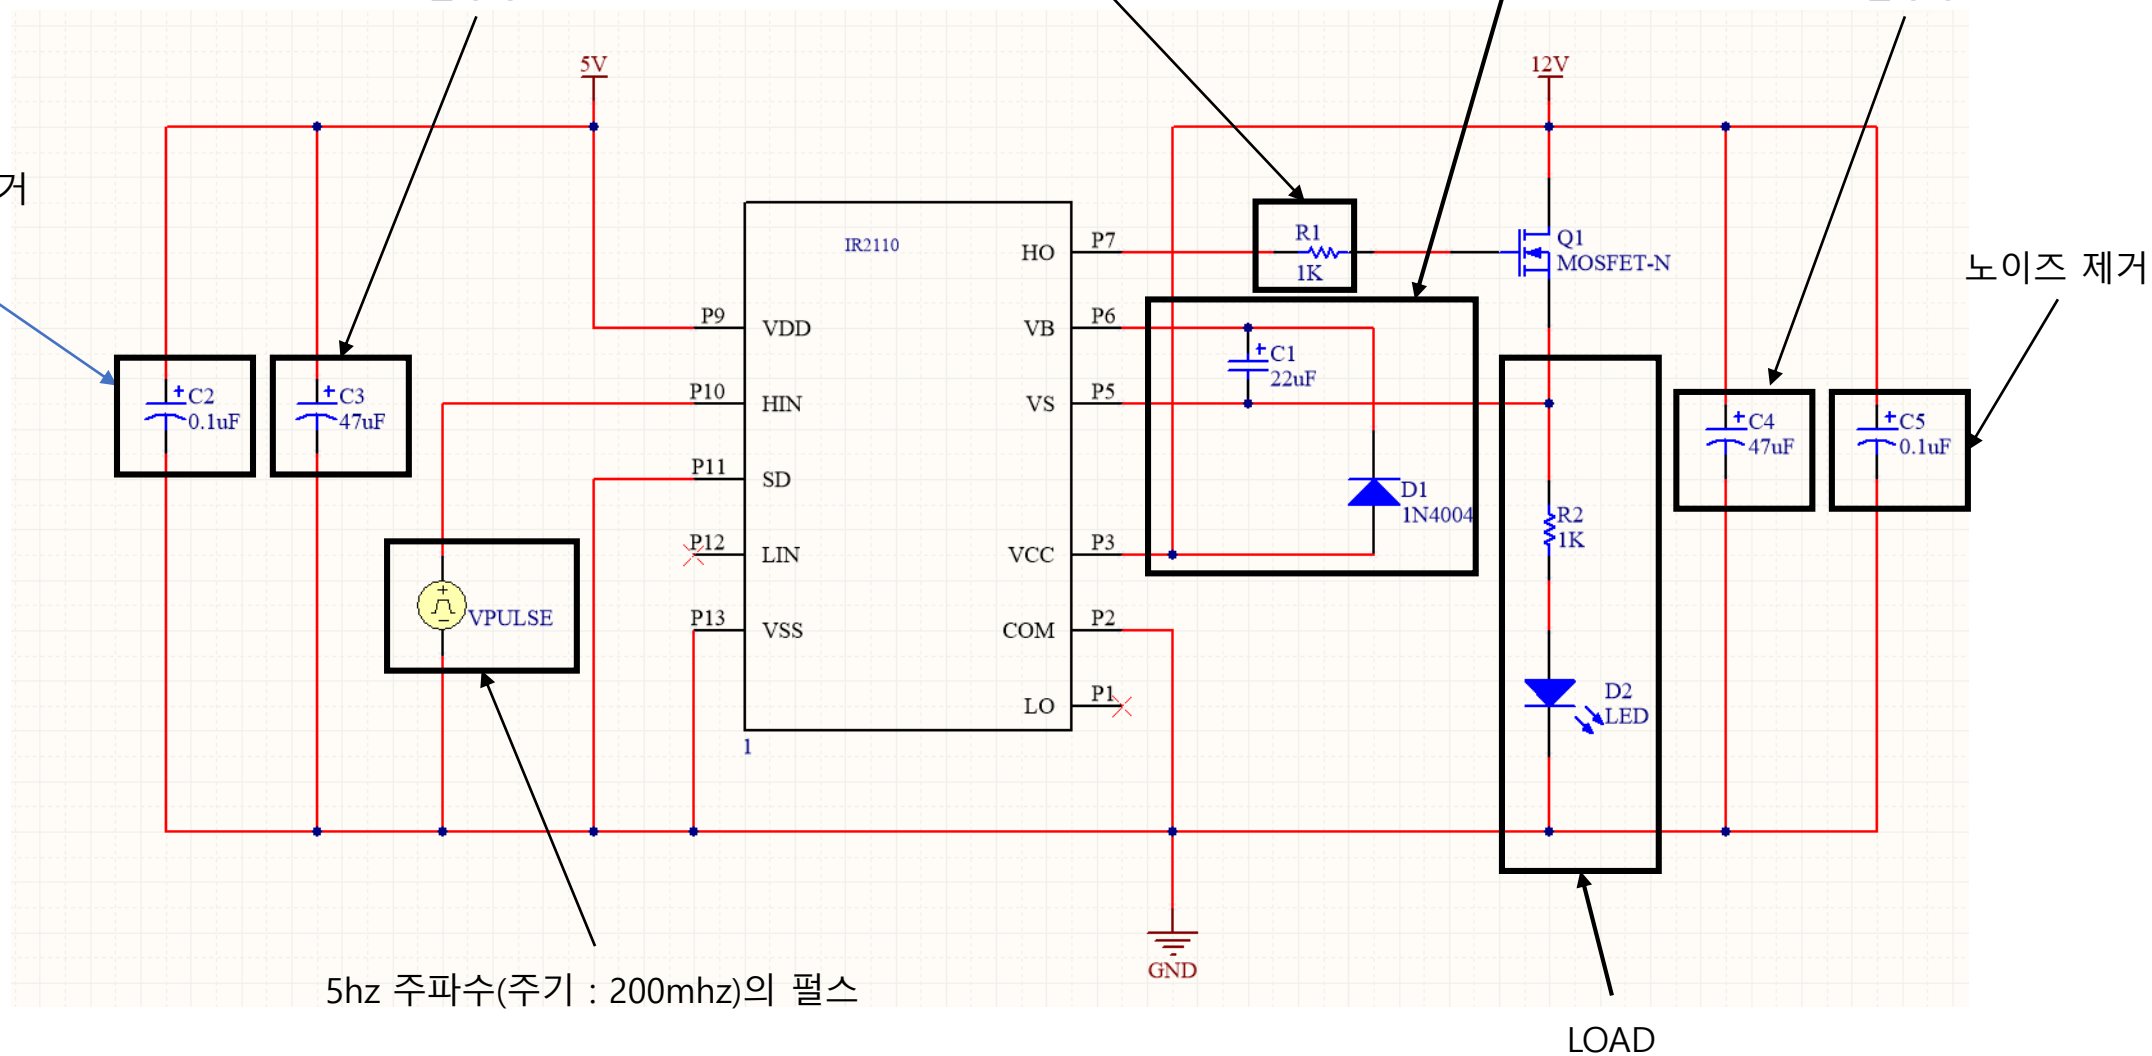 5V
12V
거
IR2110
HO
P7
R1
1K
Q1
MOSFET-N
노이즈 제거
P9
VDD
VB
P6
C1
22uF
C2
0.1uF
C3
47uF
P10
HIN
VS
P5
C4
47uF
C5
0.1uF
P11
SD
D1
1N4004
R2
1K
P12
LIN
VCC
P3
VPULSE
P13
VSS
COM
P2
LO
P1
D2
LED
1
GND
5hz 주파수(주기 : 200mhz)의 펄스
LOAD